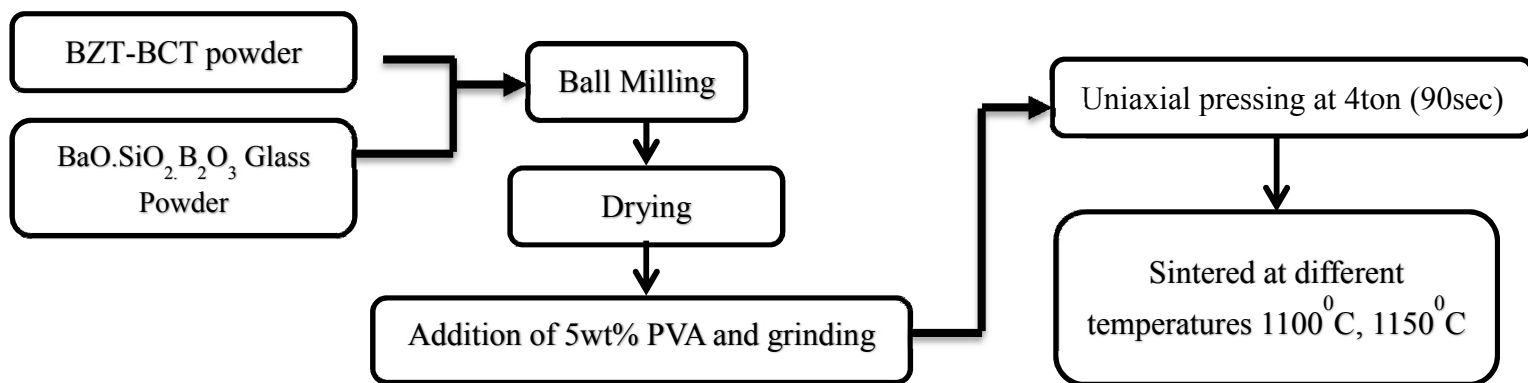 BZT-BCT powder
BaO.SiO₂.B₂O₃ Glass
Powder
Ball Milling
Drying
Addition of 5wt% PVA and grinding
Uniaxial pressing at 4ton (90sec)
Sintered at different
temperatures 1100⁰C, 1150⁰C